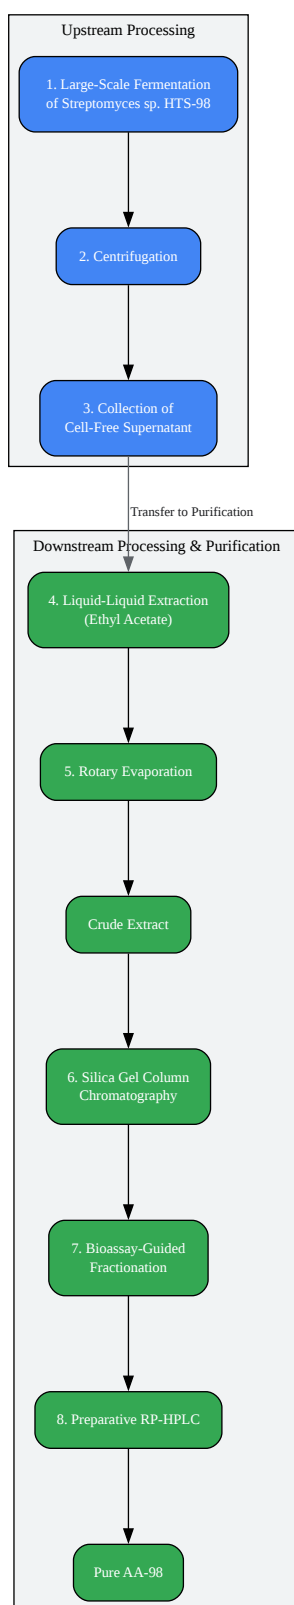 Upstream Processing
1. Large-Scale Fermentation
of Streptomyces sp. HTS-98
2. Centrifugation
3. Collection of
Cell-Free Supernatant
Transfer to Purification
Downstream Processing & Purification
4. Liquid-Liquid Extraction
(Ethyl Acetate)
5. Rotary Evaporation
Crude Extract
6. Silica Gel Column
Chromatography
7. Bioassay-Guided
Fractionation
8. Preparative RP-HPLC
Pure AA-98